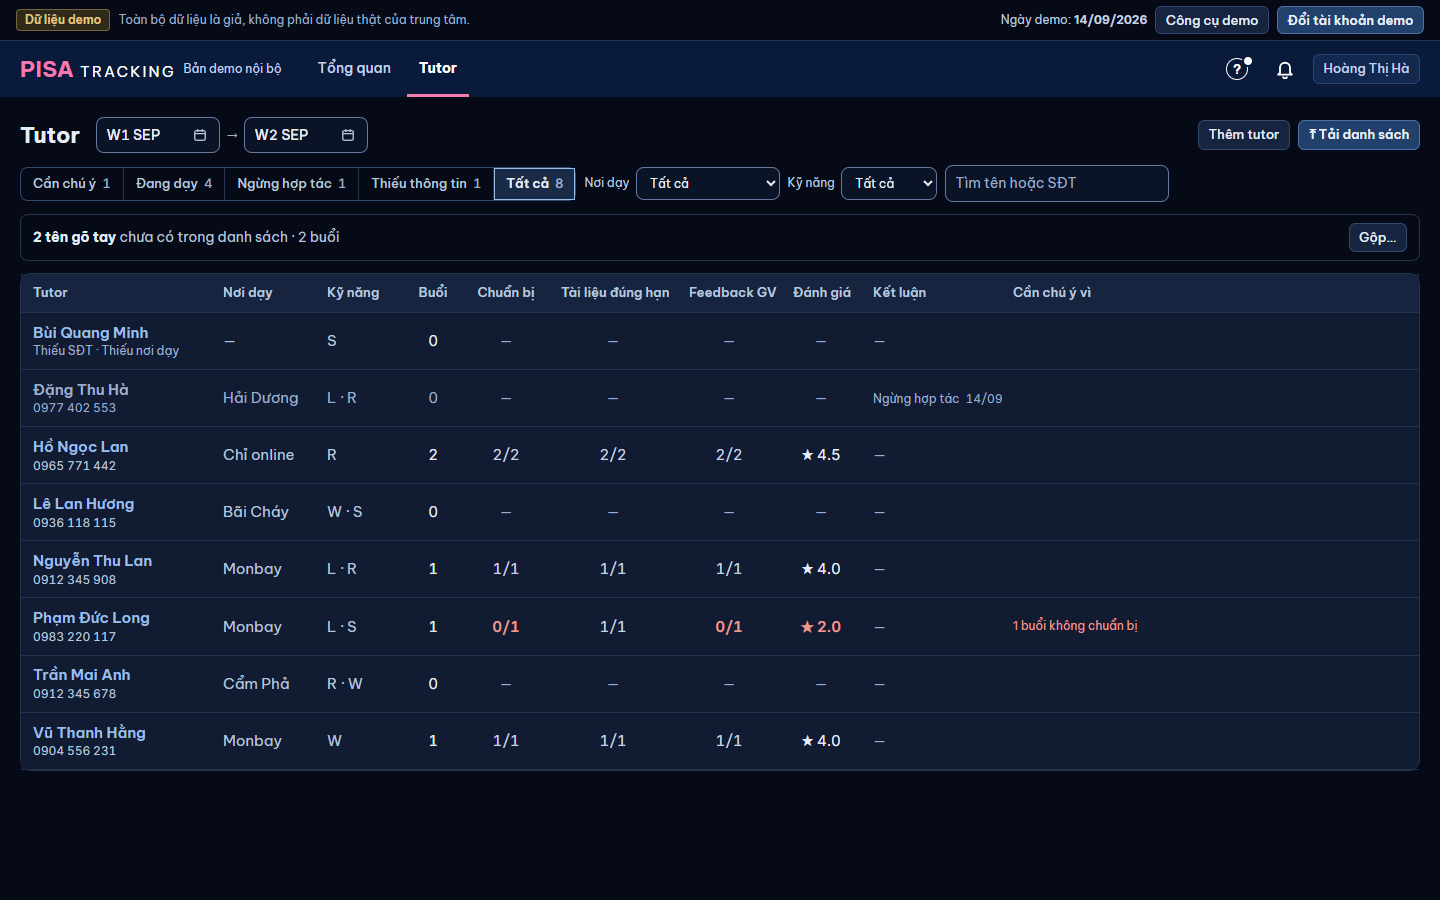 Dữ liệu demo Toàn bộ dữ liệu là giả, không phải dữ liệu thật của trung tâm. Ngày demo: 14/09/2026 Công cụ demo Đổi tài khoản demo
PISA TRACKING Bản demo nội bộ Tổng quan Tutor ? Hoàng Thị Hà
Tutor W1 SEP → W2 SEP Thêm tutor Tải danh sách
Cần chú ý 1 Đang dạy 4 Ngừng hợp tác 1 Thiếu thông tin 1 Tất cả 8 Nơi dạy Tất cả Kỹ năng Tất cả Tìm tên hoặc SĐT
2 tên gõ tay chưa có trong danh sách · 2 buổi Gộp...
Tutor Nơi dạy Kỹ năng Buổi Chuẩn bị Tài liệu đúng hạn Feedback GV Đánh giá Kết luận Cần chú ý vì
Bùi Quang Minh — S 0 — — — — —
Thiếu SĐT · Thiếu nơi dạy
Đặng Thu Hà Hải Dương L · R 0 — — — — Ngừng hợp tác 14/09
0977 402 553
Hồ Ngọc Lan Chỉ online R 2 2/2 2/2 2/2 ★ 4.5 —
0965 771 442
Lê Lan Hương Bãi Cháy W · S 0 — — — — —
0936 118 115
Nguyễn Thu Lan Monbay L · R 1 1/1 1/1 1/1 ★ 4.0 —
0912 345 908
Phạm Đức Long Monbay L · S 1 0/1 1/1 0/1 ★ 2.0 — 1 buổi không chuẩn bị
0983 220 117
Trần Mai Anh Cẩm Phả R · W 0 — — — — —
0912 345 678
Vũ Thanh Hằng Monbay W 1 1/1 1/1 1/1 ★ 4.0 —
0904 556 231